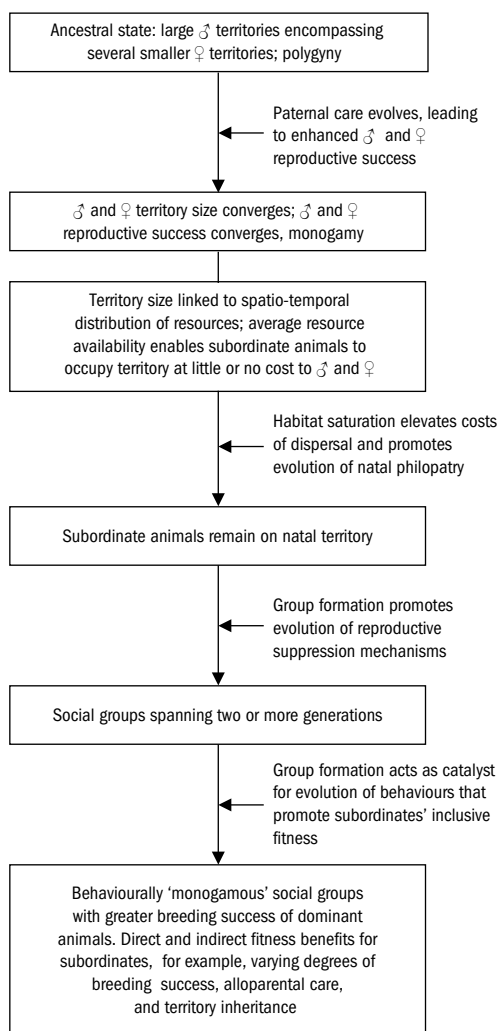 Ancestral state: large ♂ territories encompassing
several smaller ♀ territories; polygyny
Paternal care evolves, leading
to enhanced ♂ and ♀
reproductive success
♂ and ♀ territory size converges; ♂ and ♀
reproductive success converges, monogamy
Territory size linked to spatio-temporal
distribution of resources; average resource
availability enables subordinate animals to
occupy territory at little or no cost to ♂ and ♀
Habitat saturation elevates costs
of dispersal and promotes
evolution of natal philopatry
Subordinate animals remain on natal territory
Group formation promotes
evolution of reproductive
suppression mechanisms
Social groups spanning two or more generations
Group formation acts as catalyst
for evolution of behaviours that
promote subordinates' inclusive
fitness
Behaviourally 'monogamous' social groups
with greater breeding success of dominant
animals. Direct and indirect fitness benefits for
subordinates, for example, varying degrees of
breeding success, alloparental care,
and territory inheritance